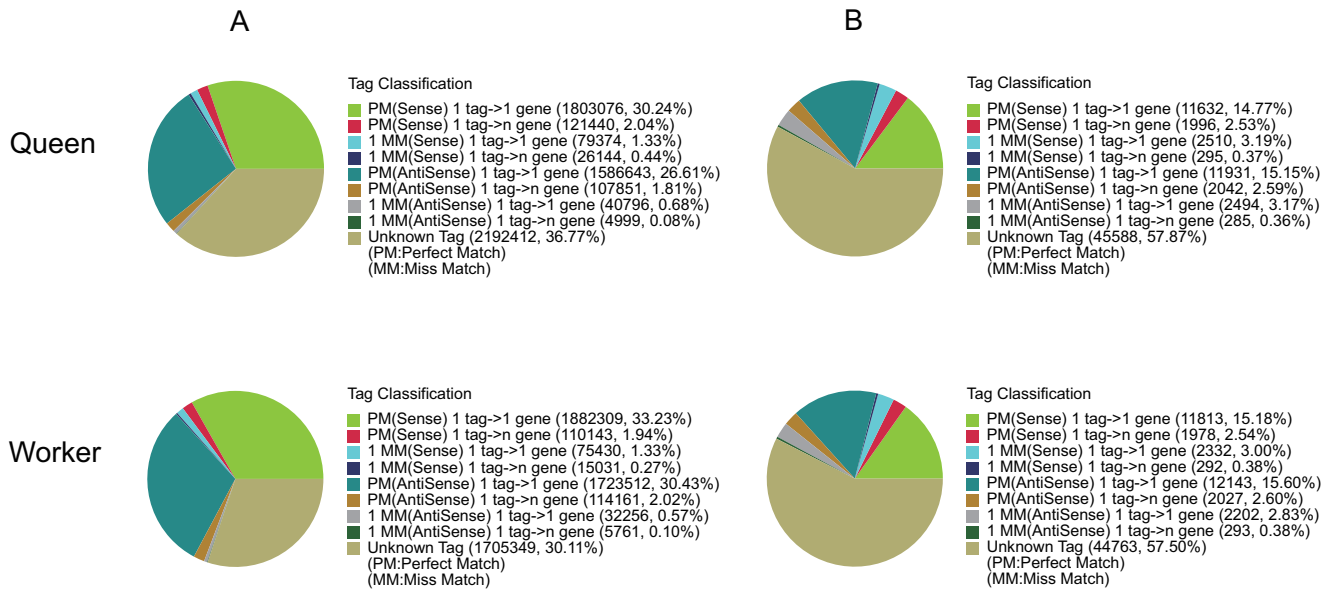 A
B
Queen
Tag Classification
PM(Sense) 1 tag->1 gene (1803076, 30.24%)
PM(Sense) 1 tag->n gene (121440, 2.04%)
1 MM(Sense) 1 tag->1 gene (79374, 1.33%)
1 MM(Sense) 1 tag->n gene (26144, 0.44%)
PM(AntiSense) 1 tag->1 gene (1586643, 26.61%)
PM(AntiSense) 1 tag->n gene (107851, 1.81%)
1 MM(AntiSense) 1 tag->1 gene (40796, 0.68%)
1 MM(AntiSense) 1 tag->n gene (4999, 0.08%)
Unknown Tag (2192412, 36.77%)
(PM:Perfect Match)
(MM:Miss Match)
Tag Classification
PM(Sense) 1 tag->1 gene (11632, 14.77%)
PM(Sense) 1 tag->n gene (1996, 2.53%)
1 MM(Sense) 1 tag->1 gene (2510, 3.19%)
1 MM(Sense) 1 tag->n gene (295, 0.37%)
PM(AntiSense) 1 tag->1 gene (11931, 15.15%)
PM(AntiSense) 1 tag->n gene (2042, 2.59%)
1 MM(AntiSense) 1 tag->1 gene (2494, 3.17%)
1 MM(AntiSense) 1 tag->n gene (285, 0.36%)
Unknown Tag (45588, 57.87%)
(PM:Perfect Match)
(MM:Miss Match)
Worker
Tag Classification
PM(Sense) 1 tag->1 gene (1882309, 33.23%)
PM(Sense) 1 tag->n gene (110143, 1.94%)
1 MM(Sense) 1 tag->1 gene (75430, 1.33%)
1 MM(Sense) 1 tag->n gene (15031, 0.27%)
PM(AntiSense) 1 tag->1 gene (1723512, 30.43%)
PM(AntiSense) 1 tag->n gene (114161, 2.02%)
1 MM(AntiSense) 1 tag->1 gene (32256, 0.57%)
1 MM(AntiSense) 1 tag->n gene (5761, 0.10%)
Unknown Tag (1705349, 30.11%)
(PM:Perfect Match)
(MM:Miss Match)
Tag Classification
PM(Sense) 1 tag->1 gene (11813, 15.18%)
PM(Sense) 1 tag->n gene (1978, 2.54%)
1 MM(Sense) 1 tag->1 gene (2332, 3.00%)
1 MM(Sense) 1 tag->n gene (292, 0.38%)
PM(AntiSense) 1 tag->1 gene (12143, 15.60%)
PM(AntiSense) 1 tag->n gene (2027, 2.60%)
1 MM(AntiSense) 1 tag->1 gene (2202, 2.83%)
1 MM(AntiSense) 1 tag->n gene (293, 0.38%)
Unknown Tag (44763, 57.50%)
(PM:Perfect Match)
(MM:Miss Match)